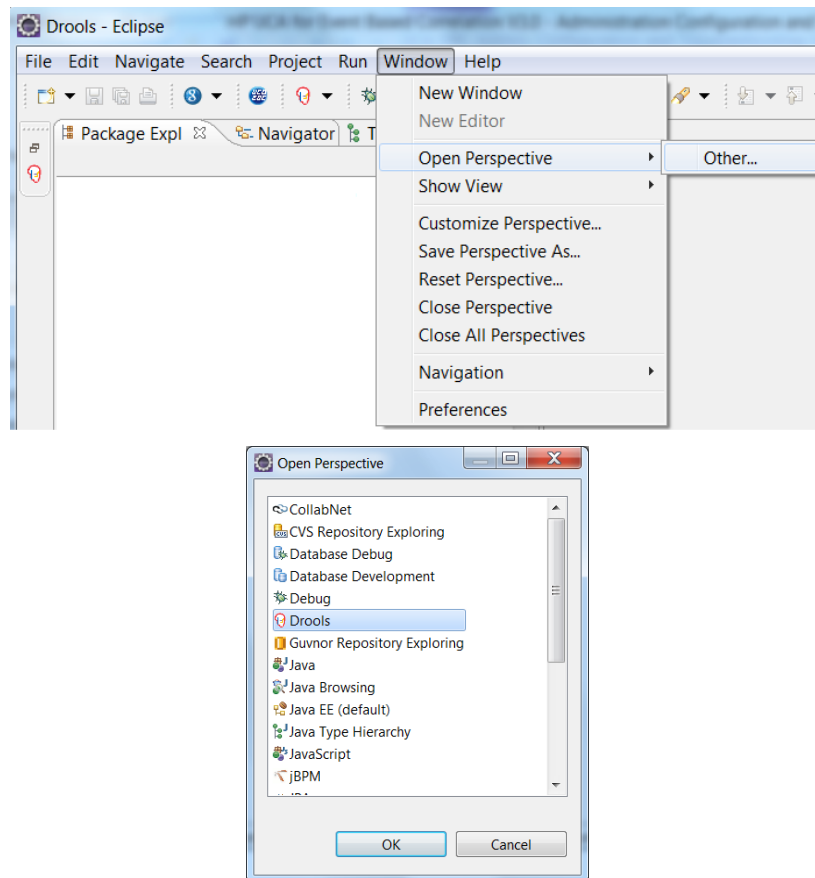 Drools - Eclipse
File Edit Navigate Search Project Run Window Help
Package Expl Navigator T
New Window
New Editor
Open Perspective
Other...
Show View
Customize Perspective...
Save Perspective As...
Reset Perspective...
Close Perspective
Close All Perspectives
Navigation
Preferences
Open Perspective
CollabNet
CVS Repository Exploring
Database Debug
Database Development
Debug
Drools
Guvnor Repository Exploring
Java
Java Browsing
Java EE (default)
Java Type Hierarchy
JavaScript
jBPM
OK Cancel